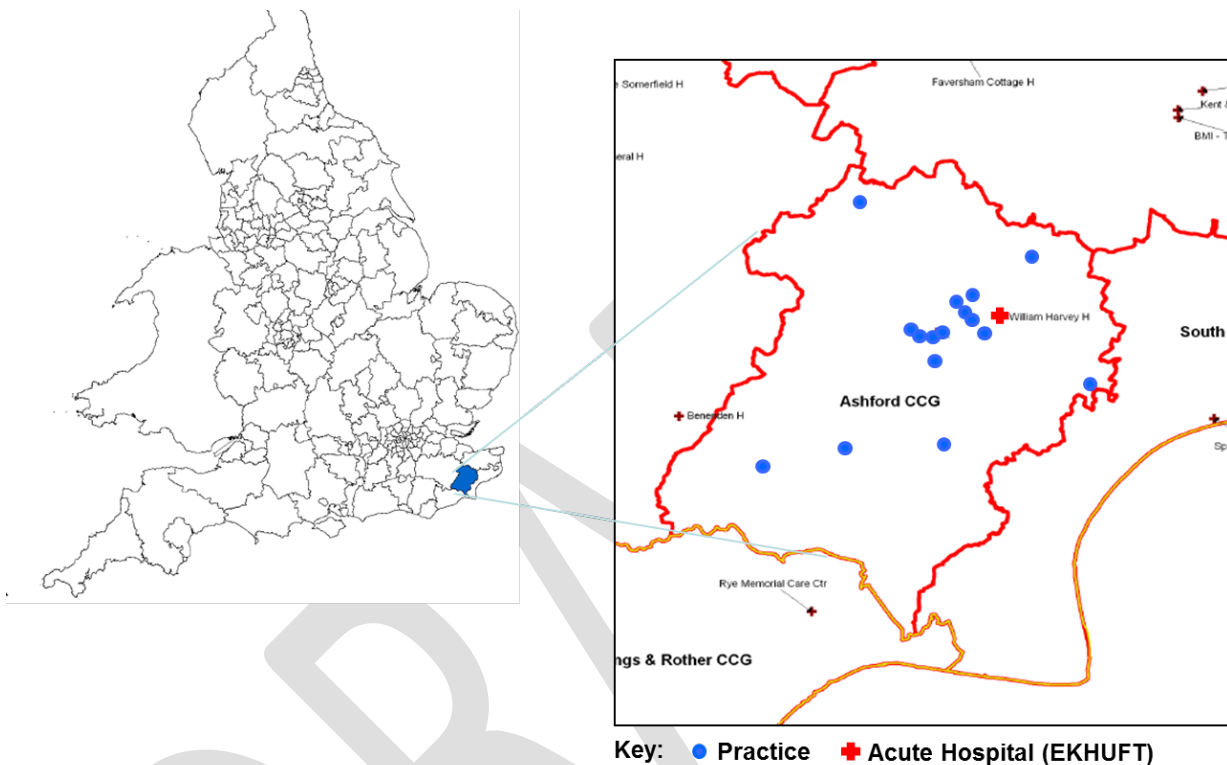 e Somerfield H
Faversham Cottage H
Kent &
BMI - T
eral H
William Harvey H
South
Ashford CCG
Benenden H
Sp
Rye Memorial Care Ctr
ngs & Rother CCG
Key: Practice Acute Hospital (EKHUFT)